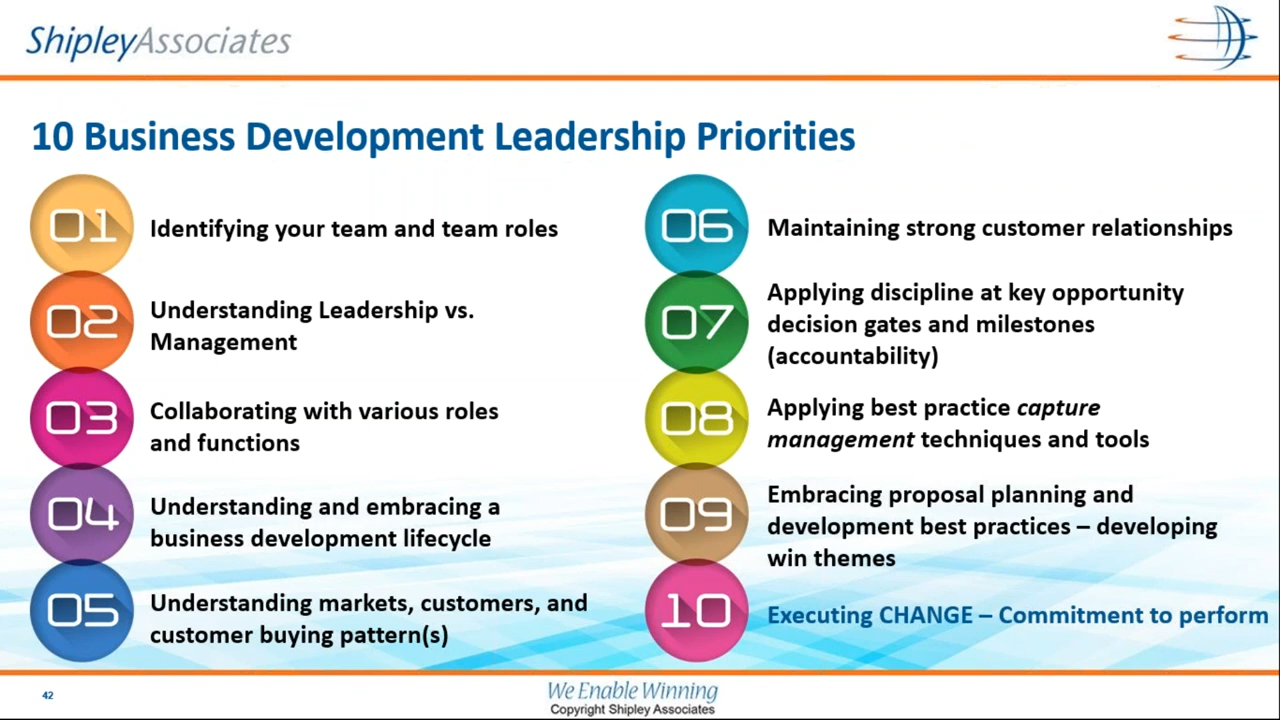 ShipleyAssociates
10 Business Development Leadership Priorities
01
Identifying your team and team roles
02
Understanding Leadership vs.
Management
03
Collaborating with various roles
and functions
04
Understanding and embracing a
business development lifecycle
05
Understanding markets, customers, and
customer buying pattern(s)
06
Maintaining strong customer relationships
07
Applying discipline at key opportunity
decision gates and milestones
(accountability)
08
Applying best practice capture
management techniques and tools
09
Embracing proposal planning and
development best practices – developing
win themes
10
Executing CHANGE – Commitment to perform
42
We Enable Winning
Copyright Shipley Associates